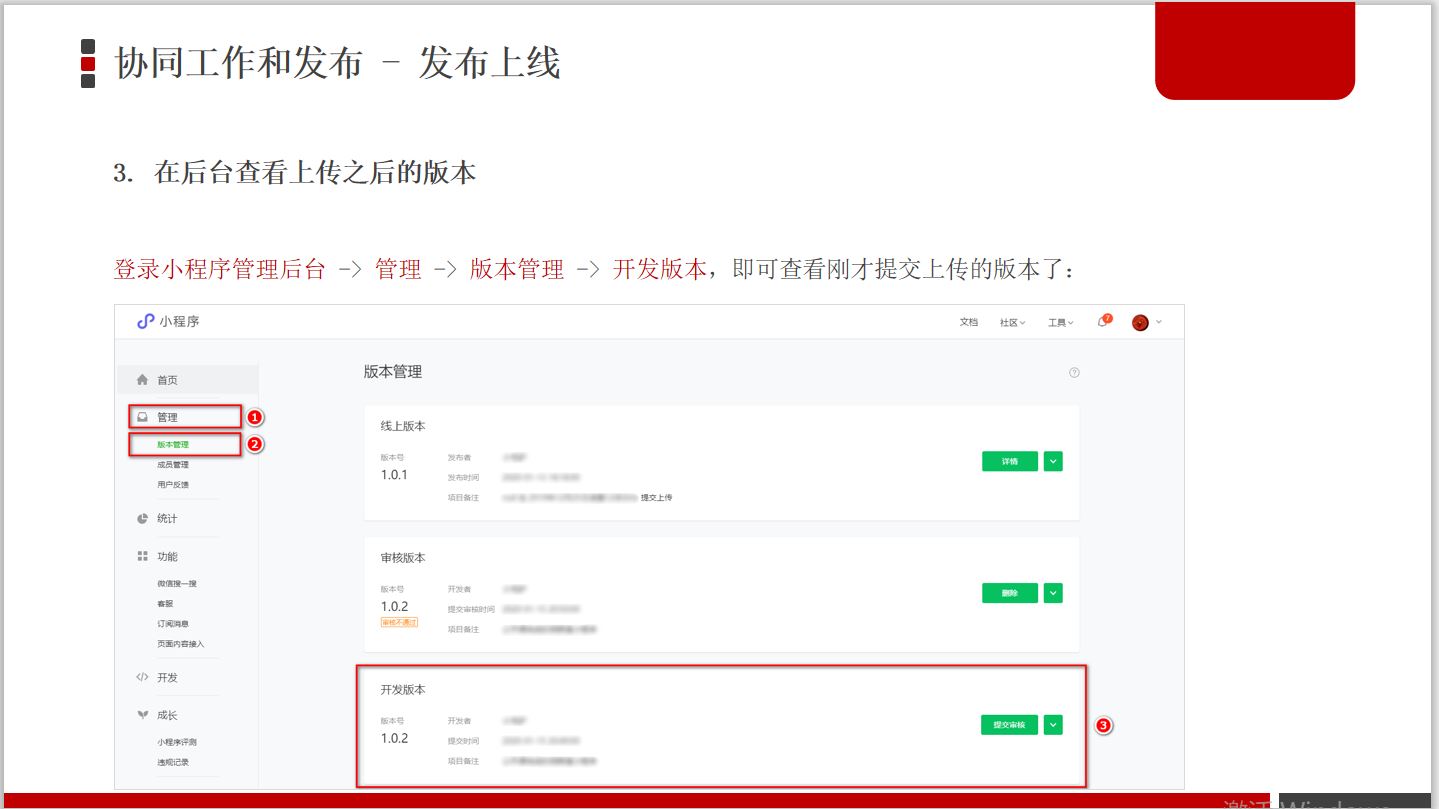 协同工作和发布 - 发布上线
3. 在后台查看上传之后的版本
登录小程序管理后台 -> 管理 -> 版本管理 -> 开发版本，即可查看刚才提交上传的版本了：
小程序
文档 社区 工具 7
首页
管理 1
版本管理 2
成员管理
用户反馈
统计
功能
微信搜一搜
客服
订阅消息
页面内容接入
开发
成长
小程序评测
违规记录
版本管理 ?
线上版本
版本号 发布者
1.0.1 发布时间
项目备注 提交上传
详情
审核版本
版本号 开发者
1.0.2 提交审核时间
审核不通过 项目备注
删除
开发版本
版本号 开发者
1.0.2 提交时间
项目备注
提交审核
3
激活 Windows